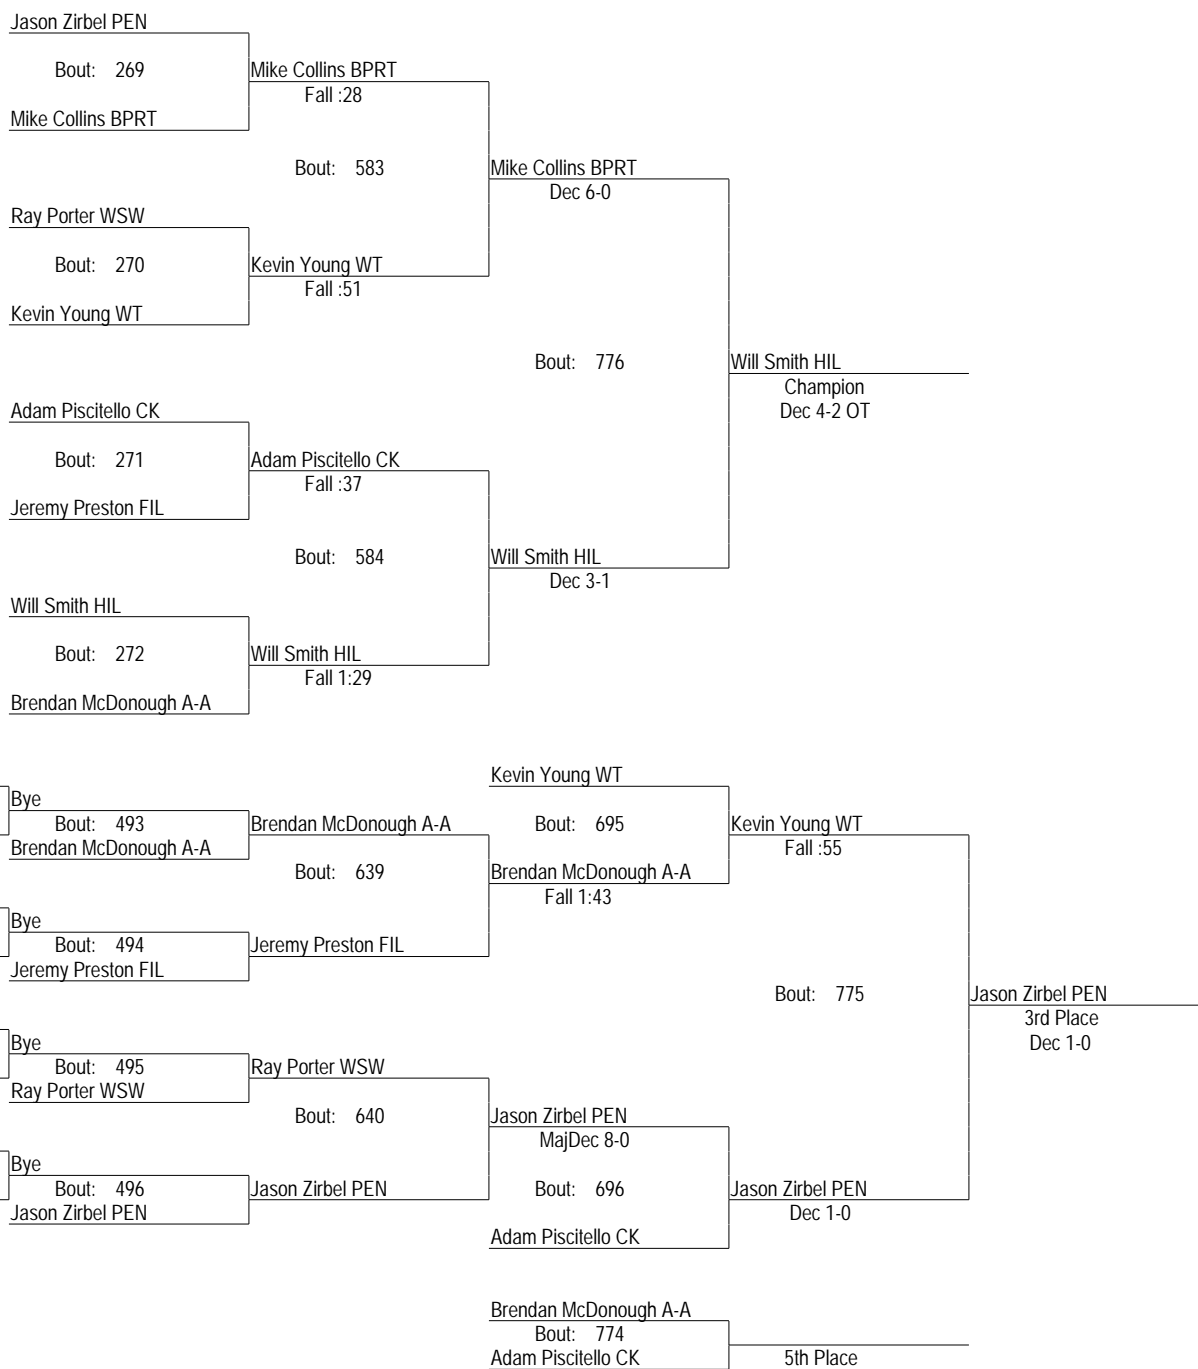 Jason Zirbel PEN
Bout: 269
Mike Collins BPRT
Fall :28
Mike Collins BPRT
Bout: 583
Mike Collins BPRT
Dec 6-0
Ray Porter WSW
Bout: 270
Kevin Young WT
Fall :51
Kevin Young WT
Bout: 776
Will Smith HIL
Champion
Dec 4-2 OT
Adam Piscitello CK
Bout: 271
Adam Piscitello CK
Fall :37
Jeremy Preston FIL
Bout: 584
Will Smith HIL
Dec 3-1
Will Smith HIL
Bout: 272
Will Smith HIL
Fall 1:29
Brendan McDonough A-A
Kevin Young WT
Bye
Bout: 493
Brendan McDonough A-A
Bout: 695
Kevin Young WT
Brendan McDonough A-A
Fall :55
Bout: 639
Brendan McDonough A-A
Fall 1:43
Bye
Bout: 494
Jeremy Preston FIL
Jeremy Preston FIL
Bout: 775
Jason Zirbel PEN
3rd Place
Dec 1-0
Bye
Bout: 495
Ray Porter WSW
Ray Porter WSW
Bout: 640
Jason Zirbel PEN
MajDec 8-0
Bye
Bout: 496
Jason Zirbel PEN
Bout: 696
Jason Zirbel PEN
Jason Zirbel PEN
Dec 1-0
Adam Piscitello CK
Brendan McDonough A-A
Bout: 774
Adam Piscitello CK
5th Place